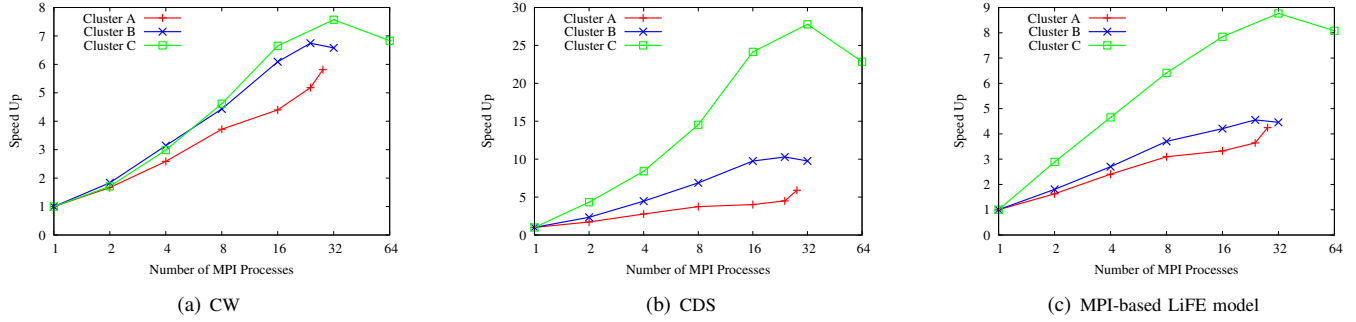 8
7
6
5
4
3
2
1
0
Speed Up
Cluster A
Cluster B
Cluster C
1 2 4 8 16 32 64
Number of MPI Processes
(a) CW
30
25
20
15
10
5
0
Speed Up
Cluster A
Cluster B
Cluster C
1 2 4 8 16 32 64
Number of MPI Processes
(b) CDS
9
8
7
6
5
4
3
2
1
0
Speed Up
Cluster A
Cluster B
Cluster C
1 2 4 8 16 32 64
Number of MPI Processes
(c) MPI-based LiFE model